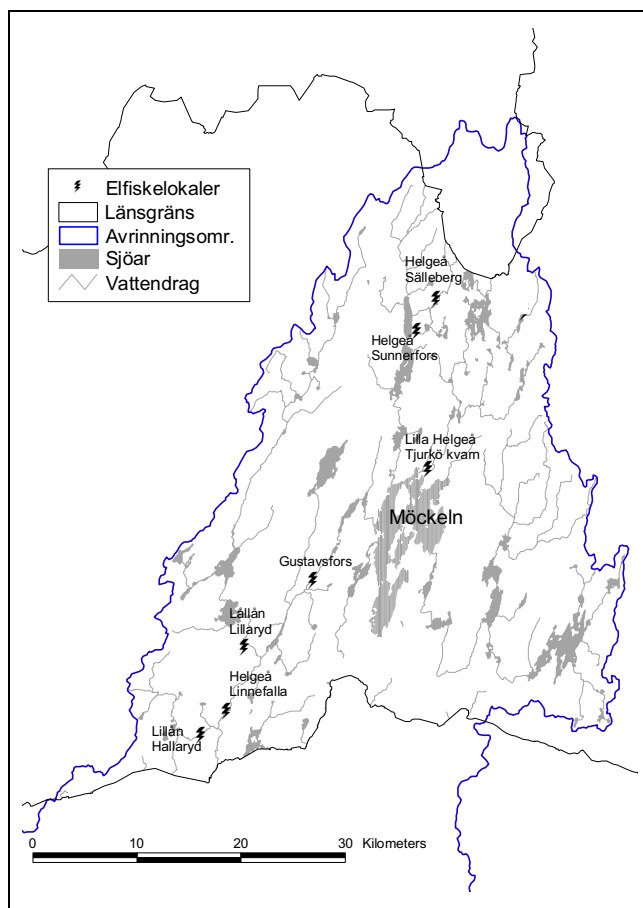 Elfiskelokaler
Länsgräns
Avrinningsomr.
Sjöar
Vattendrag
Helgeå
Sälleberg
Helgeå
Sunnerfors
Lilla Helgeå
Tjurkö kvarn
Möckeln
Gustavsfors
Lållån
Lillaryd
Helgeå
Linnefalla
Lillån
Hallaryd
0 10 20 30 Kilometers